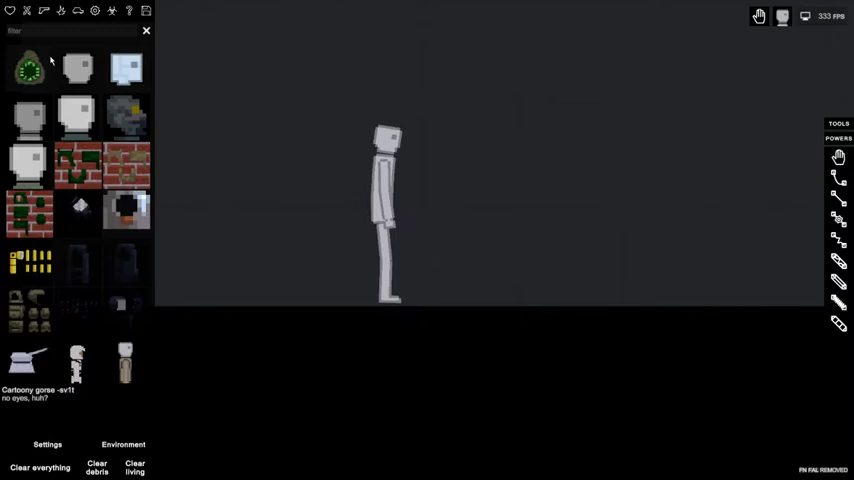 333 FPS
filter
TOOLS
POWERS
Cartoony gorse -sv1t
no eyes, huh?
Settings
Environment
Clear everything
Clear debris
Clear living
FN FAL REMOVED